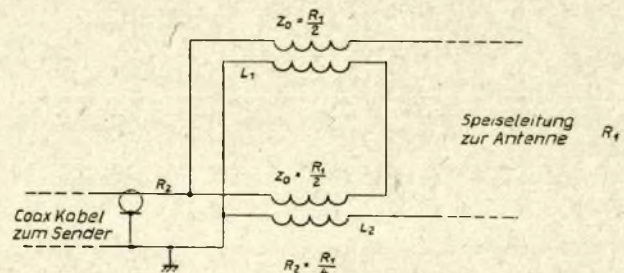 Z₀ = R₁/2
L₁
Speiseleitung
zur Antenne R₁
Z₀ = R₁/2
R₂
Coax Kabel
zum Sender
L₂
R₂ = R₁/4